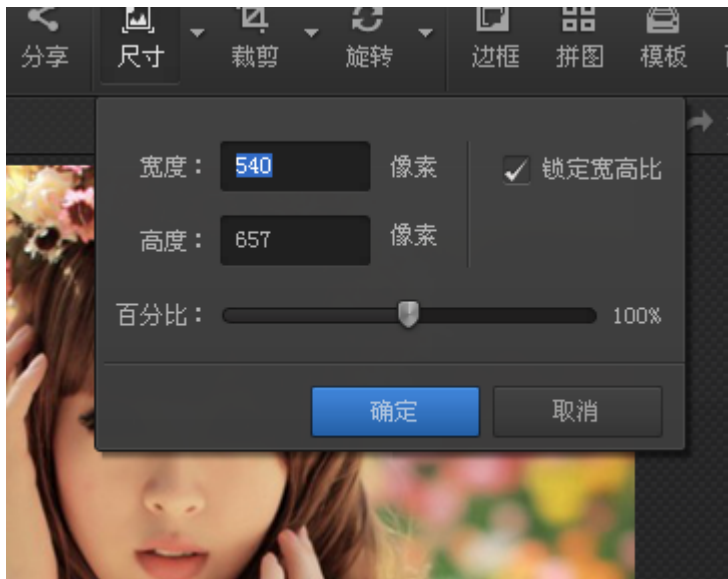 分享 尺寸 裁剪 旋转 边框 拼图 模板
宽度： 540 像素 锁定宽高比
高度： 657 像素
百分比： 100%
确定 取消